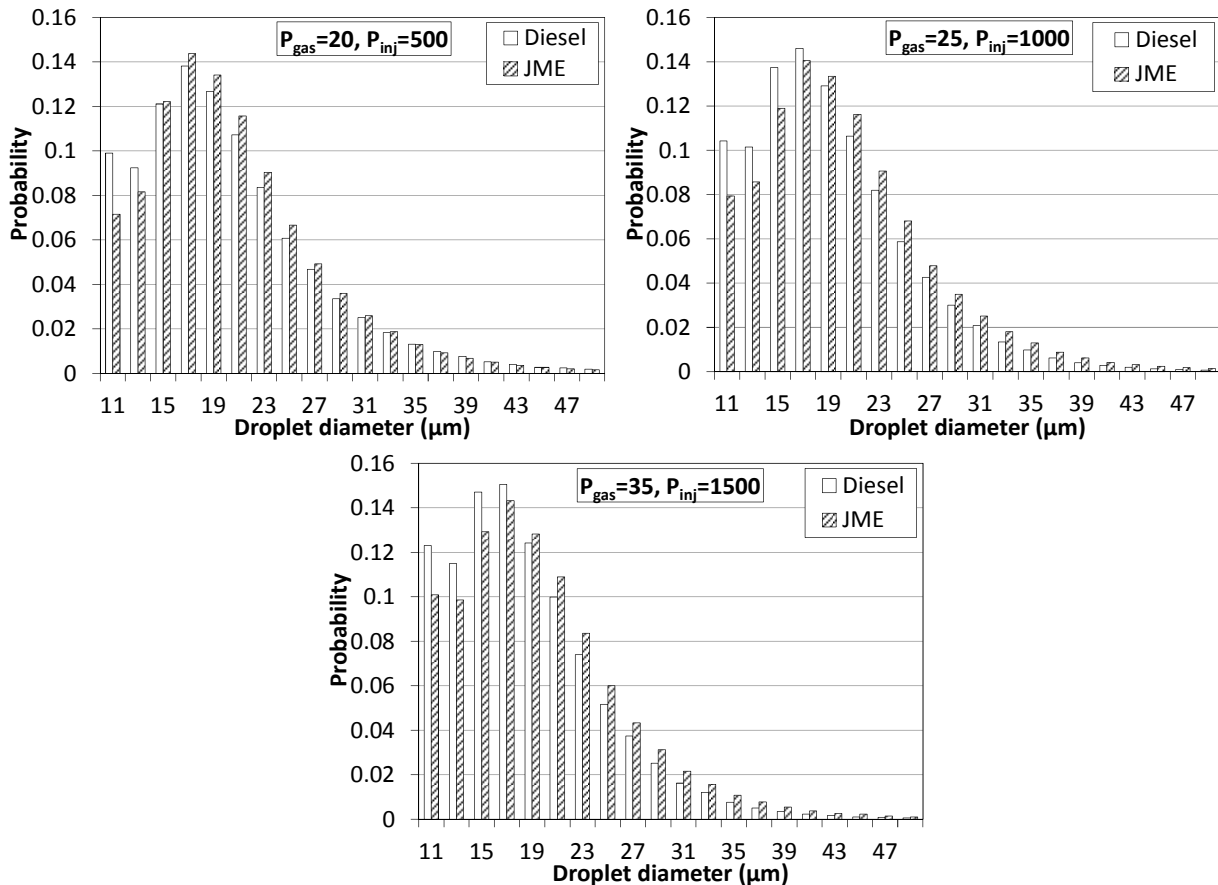 P_gas=20, P_inj=500
Diesel
JME
Probability
0.16
0.14
0.12
0.1
0.08
0.06
0.04
0.02
0
11 15 19 23 27 31 35 39 43 47
Droplet diameter (µm)
P_gas=25, P_inj=1000
Diesel
JME
Probability
0.16
0.14
0.12
0.1
0.08
0.06
0.04
0.02
0
11 15 19 23 27 31 35 39 43 47
Droplet diameter (µm)
P_gas=35, P_inj=1500
Diesel
JME
Probability
0.16
0.14
0.12
0.1
0.08
0.06
0.04
0.02
0
11 15 19 23 27 31 35 39 43 47
Droplet diameter (µm)